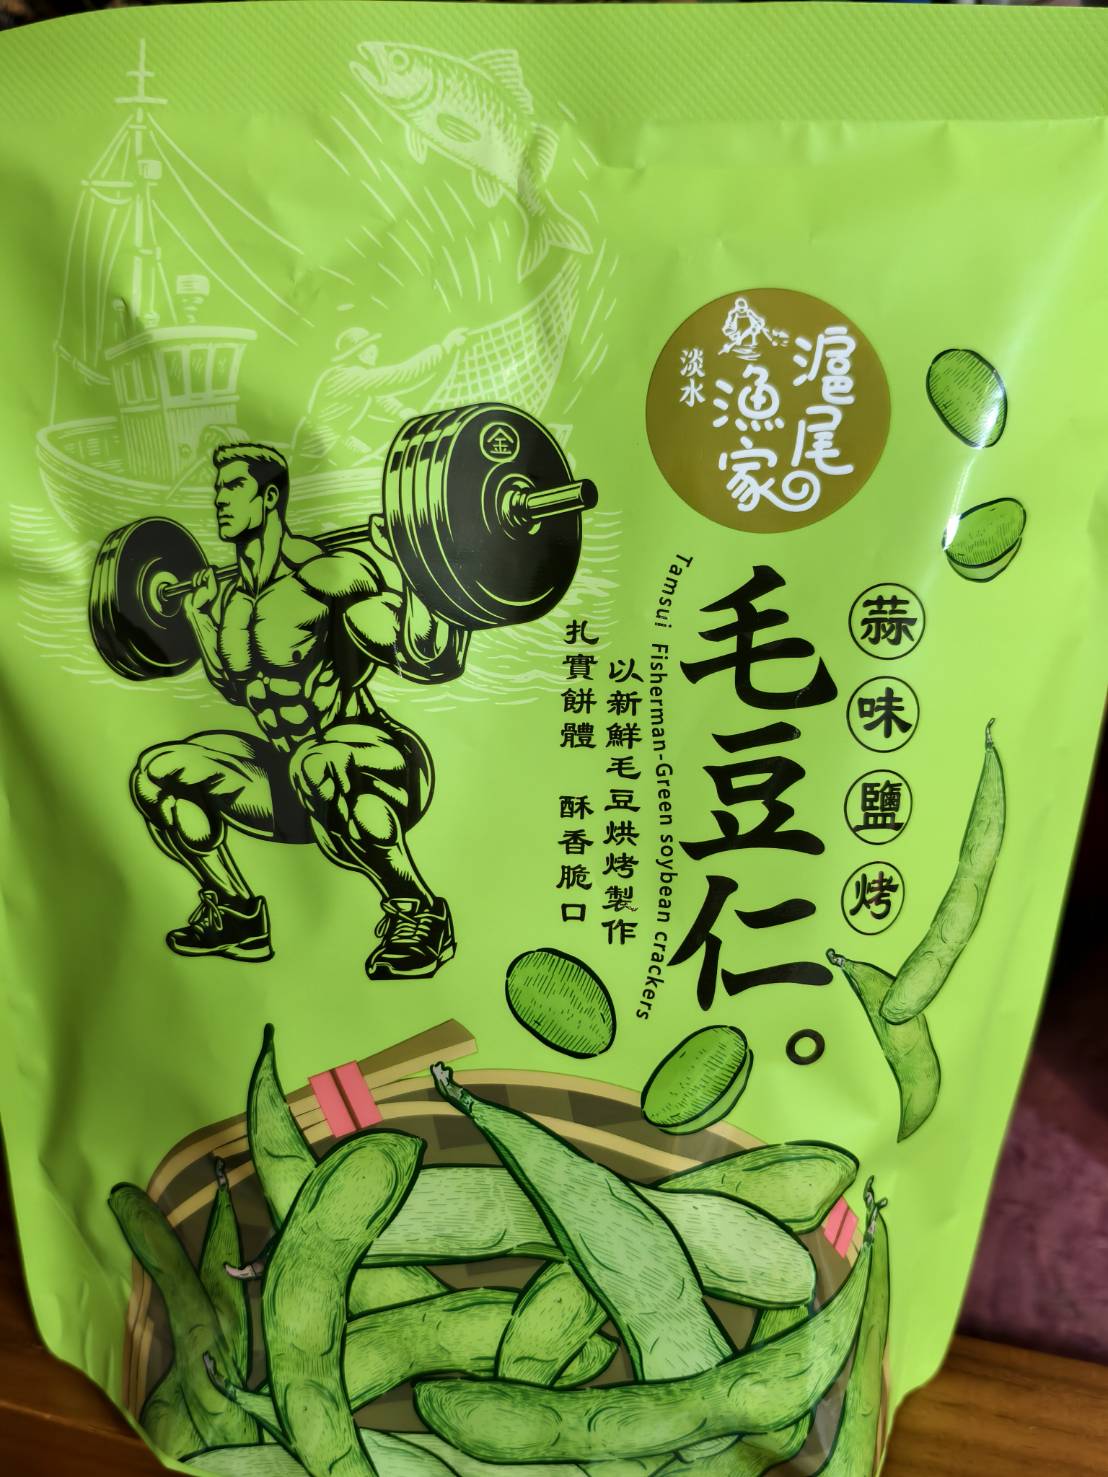 淡水
滬尾
漁家
蒜味鹽烤
毛豆仁。
Tamsui Fisherman-Green soybean crackers
以新鮮毛豆烘烤製作
扎實餅體 酥香脆口
金